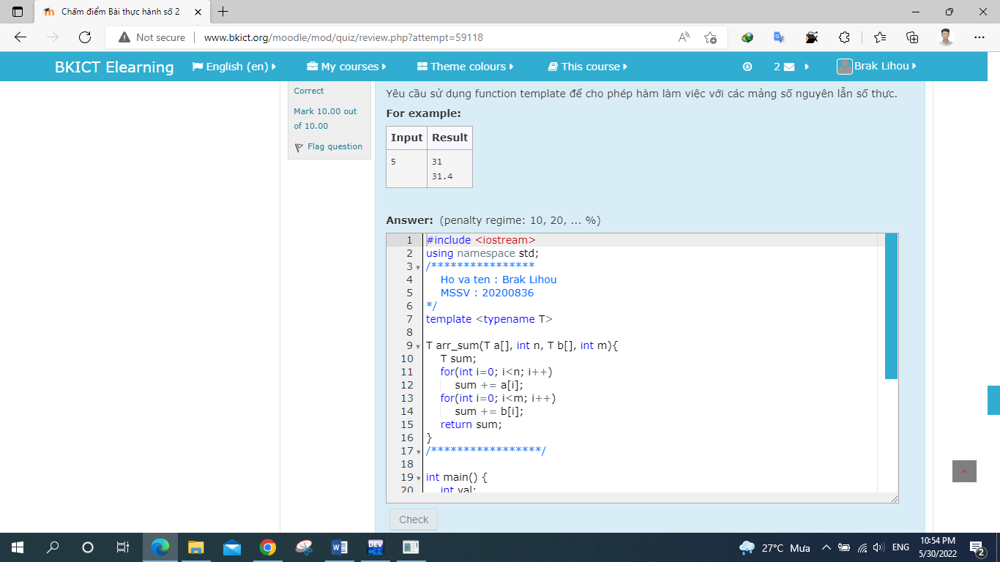 Chấm điểm Bài thực hành số 2
Not secure
www.bkict.org/moodle/mod/quiz/review.php?attempt=59118
BKICT Elearning
English (en)
My courses
Theme colours
This course
2
Brak Lihou
Correct
Mark 10.00 out
of 10.00
Flag question
Yêu cầu sử dụng function template để cho phép hàm làm việc với các mảng số nguyên lẫn số thực.
For example:
Input Result
5 31
31.4
Answer: (penalty regime: 10, 20, ... %)
1 #include <iostream>
2 using namespace std;
3 /****************
4 Ho va ten : Brak Lihou
5 MSSV : 20200836
6 */
7 template <typename T>
8
9 T arr_sum(T a[], int n, T b[], int m){
10 T sum;
11 for(int i=0; i<n; i++)
12 sum += a[i];
13 for(int i=0; i<m; i++)
14 sum += b[i];
15 return sum;
16 }
17 /*****************/
18
19 int main() {
20 int val;
Check
DEV
27°C Mưa
ENG
10:54 PM
5/30/2022
2